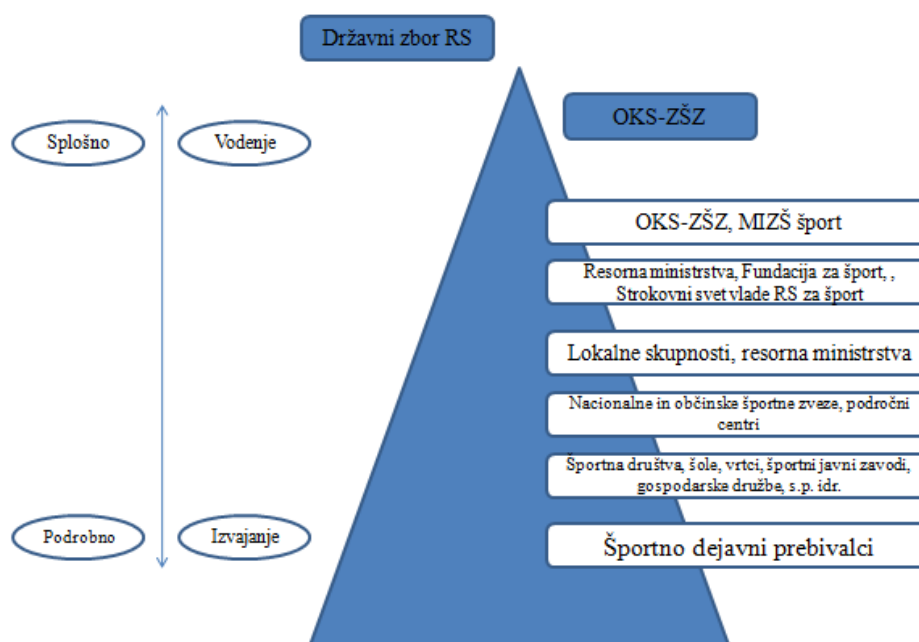 Državni zbor RS
OKS-ZŠZ
Splošno
Vodenje
OKS-ZŠZ, MIZŠ šport
Resorna ministrstva, Fundacija za šport, ,
Strokovni svet vlade RS za šport
Lokalne skupnosti, resorna ministrstva
Nacionalne in občinske športne zveze, področni
centri
Športna društva, šole, vrtci, športni javni zavodi,
gospodarske družbe, s.p. idr.
Podrobno
Izvajanje
Športno dejavni prebivalci